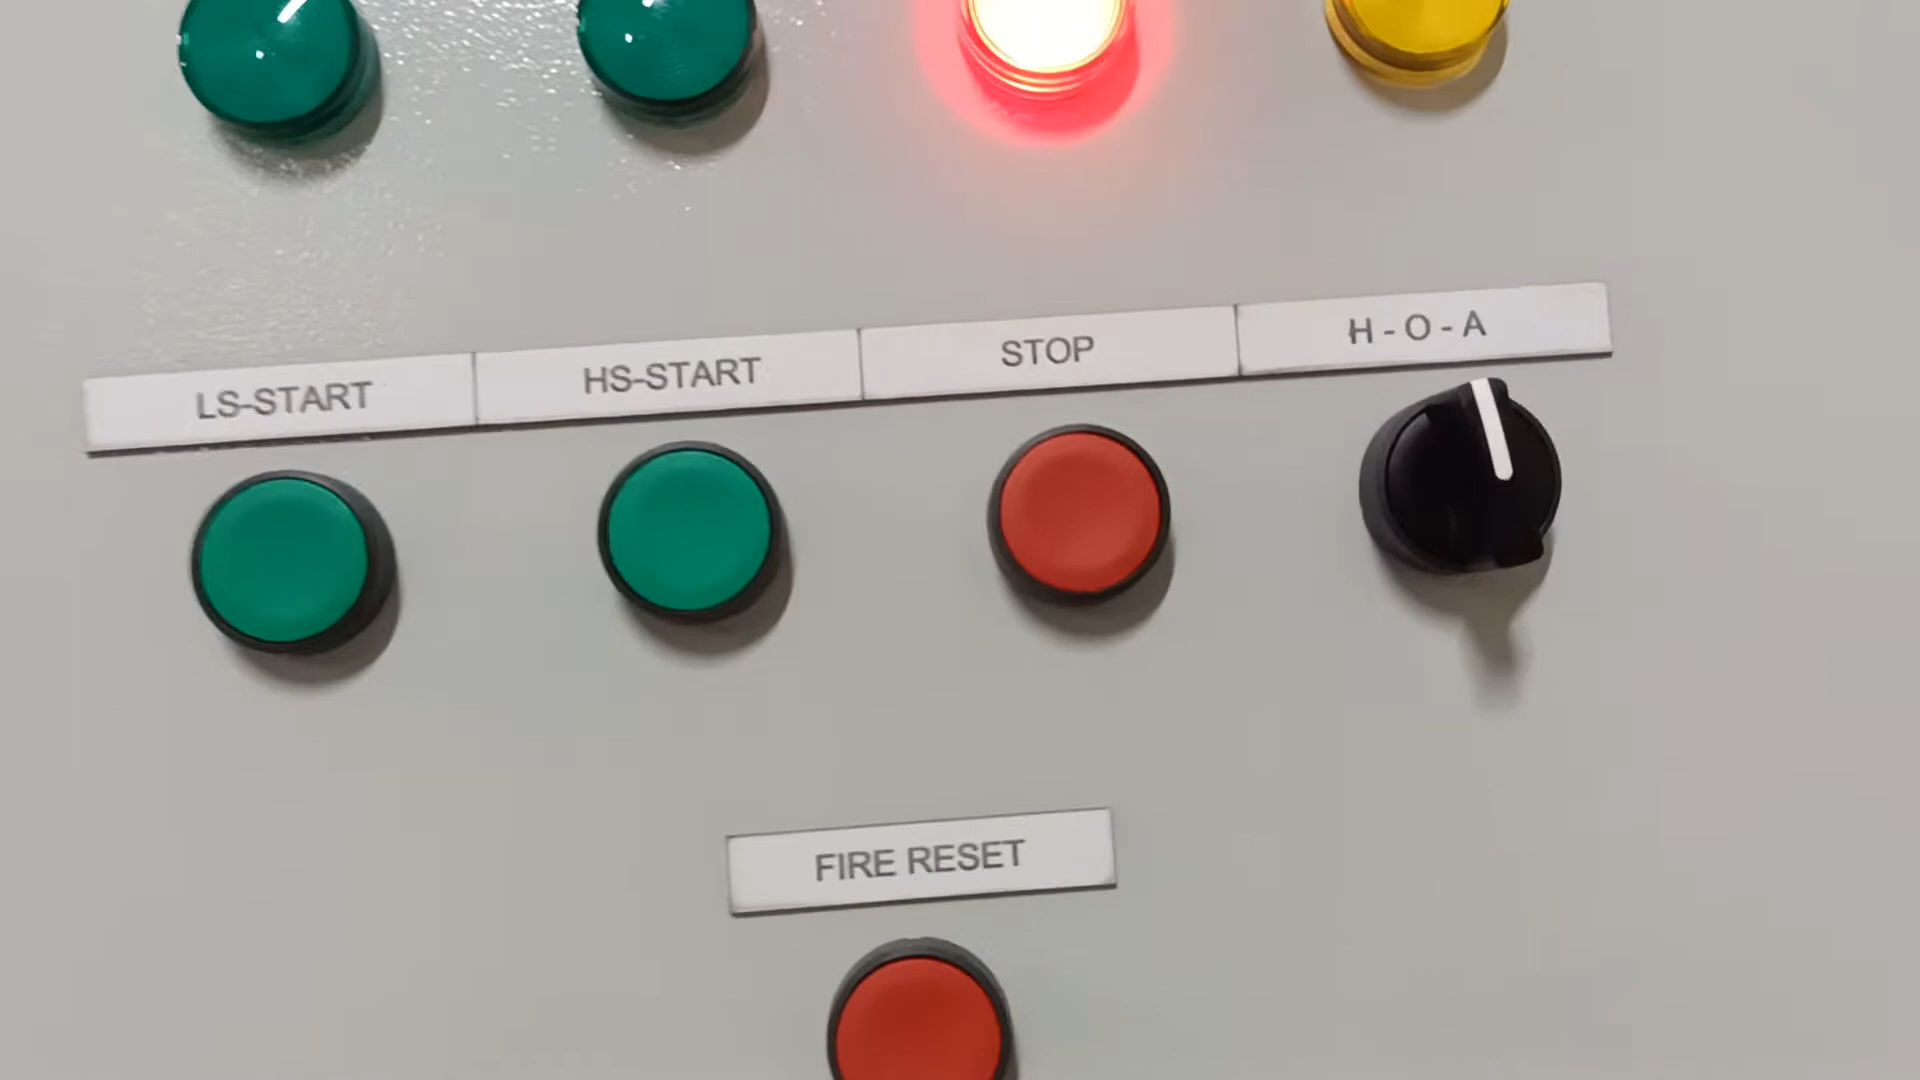 LS-START
HS-START
STOP
H - O - A
FIRE RESET